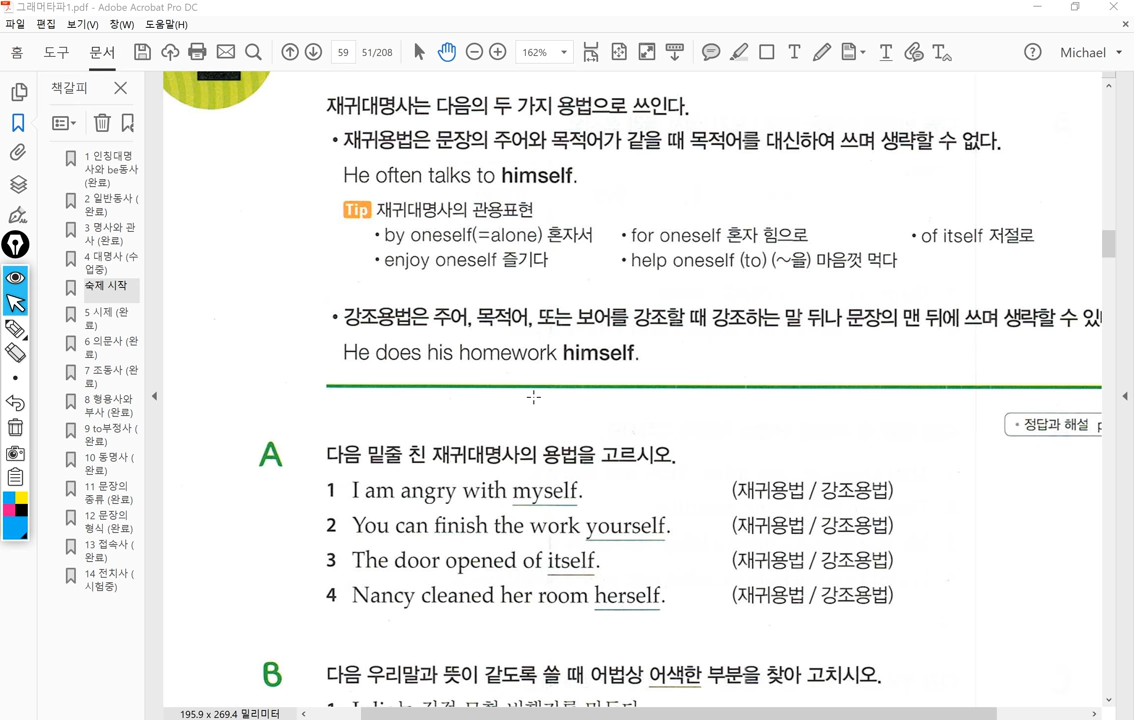 그래머타파1.pdf - Adobe Acrobat Pro DC
파일 편집 보기(V) 창(W) 도움말(H)
홈 도구 문서 59 51/208 162% Michael
책갈피
1 인칭대명
사와 be동사
(완료)
2 일반동사 (
완료)
3 명사와 관
사 (완료)
4 대명사 (수
업중)
숙제 시작
5 시제 (완
료)
6 의문사 (완
료)
7 조동사 (완
료)
8 형용사와
부사 (완료)
9 to부정사 (
완료)
10 동명사 (
완료)
11 문장의
종류 (완료)
12 문장의
형식 (완료)
13 접속사 (
완료)
14 전치사 (
시험중)
재귀대명사는 다음의 두 가지 용법으로 쓰인다.
• 재귀용법은 문장의 주어와 목적어가 같을 때 목적어를 대신하여 쓰며 생략할 수 없다.
He often talks to himself.
Tip 재귀대명사의 관용표현
• by oneself(=alone) 혼자서 • for oneself 혼자 힘으로 • of itself 저절로
• enjoy oneself 즐기다 • help oneself (to) (~을) 마음껏 먹다
• 강조용법은 주어, 목적어, 또는 보어를 강조할 때 강조하는 말 뒤나 문장의 맨 뒤에 쓰며 생략할 수
He does his homework himself.
• 정답과 해설 p
A 다음 밑줄 친 재귀대명사의 용법을 고르시오.
1 I am angry with myself. (재귀용법 / 강조용법)
2 You can finish the work yourself. (재귀용법 / 강조용법)
3 The door opened of itself. (재귀용법 / 강조용법)
4 Nancy cleaned her room herself. (재귀용법 / 강조용법)
B 다음 우리말과 뜻이 같도록 쓸 때 어법상 어색한 부분을 찾아 고치시오.
195.9 x 269.4 밀리미터